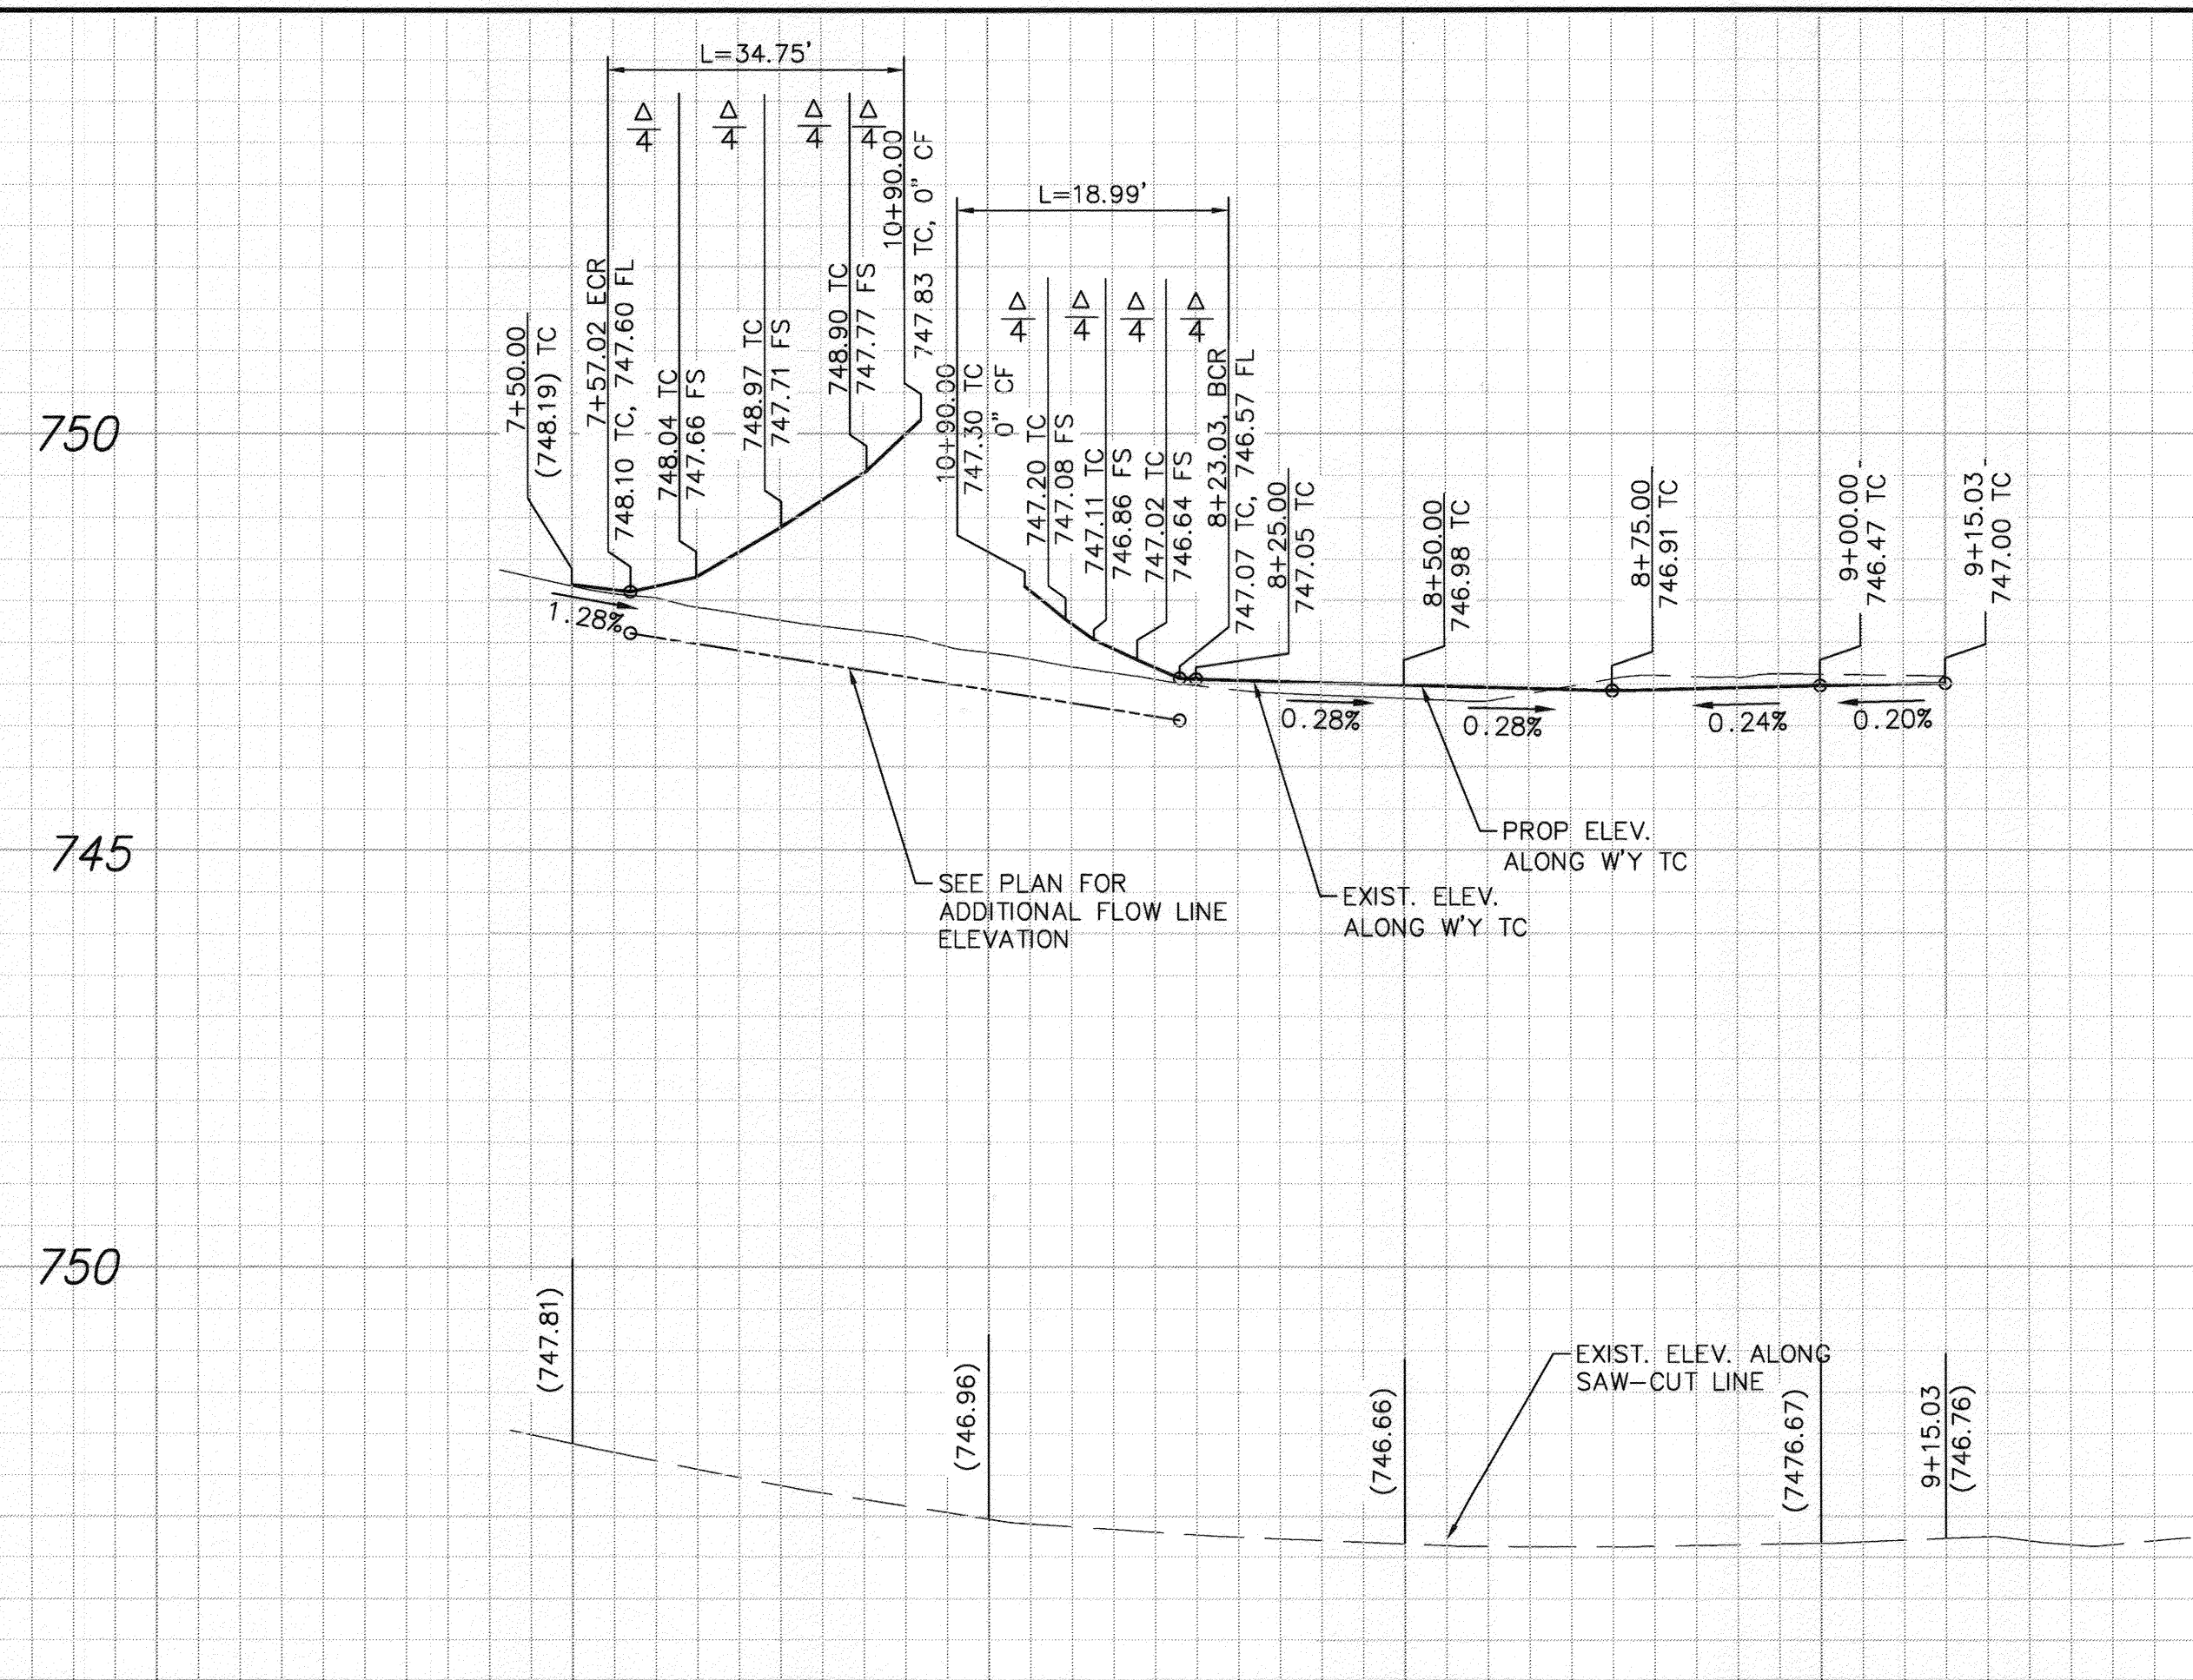 L=34.75'
Δ
4
Δ
4
Δ
4
Δ
4
7+50.00
(748.19) TC
7+57.02 ECR
748.10 TC, 747.60 FL
748.04 TC
747.66 FS
748.97 TC
747.71 FS
748.90 TC
747.77 FS
10+90.00
747.83 TC, 0" CF
L=18.99'
Δ
4
Δ
4
Δ
4
Δ
4
10+90.00
747.30 TC
0" CF
747.20 TC
747.08 FS
747.11 TC
746.86 FS
747.02 TC
746.64 FS
8+23.03, BCR
747.07 TC, 746.57 FL
8+25.00
747.05 TC
8+50.00
746.98 TC
8+75.00
746.91 TC
9+00.00
746.47 TC
9+15.03
747.00 TC
750
1.28%
0.28%
0.28%
0.24%
0.20%
745
SEE PLAN FOR
ADDITIONAL FLOW LINE
ELEVATION
EXIST. ELEV.
ALONG W'Y TC
PROP ELEV.
ALONG W'Y TC
750
(747.81)
(746.96)
(746.66)
EXIST. ELEV. ALONG
SAW-CUT LINE
(7476.67)
9+15.03
(746.76)